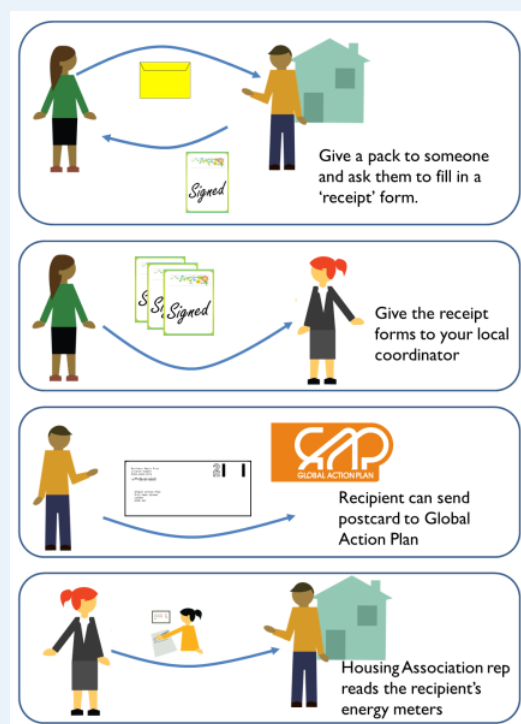 Signed
Give a pack to someone
and ask them to fill in a
'receipt' form.
Signed
Give the receipt
forms to your local
coordinator
GAP
GLOBAL ACTION PLAN
Recipient can send
postcard to Global
Action Plan
Housing Association rep
reads the recipient's
energy meters